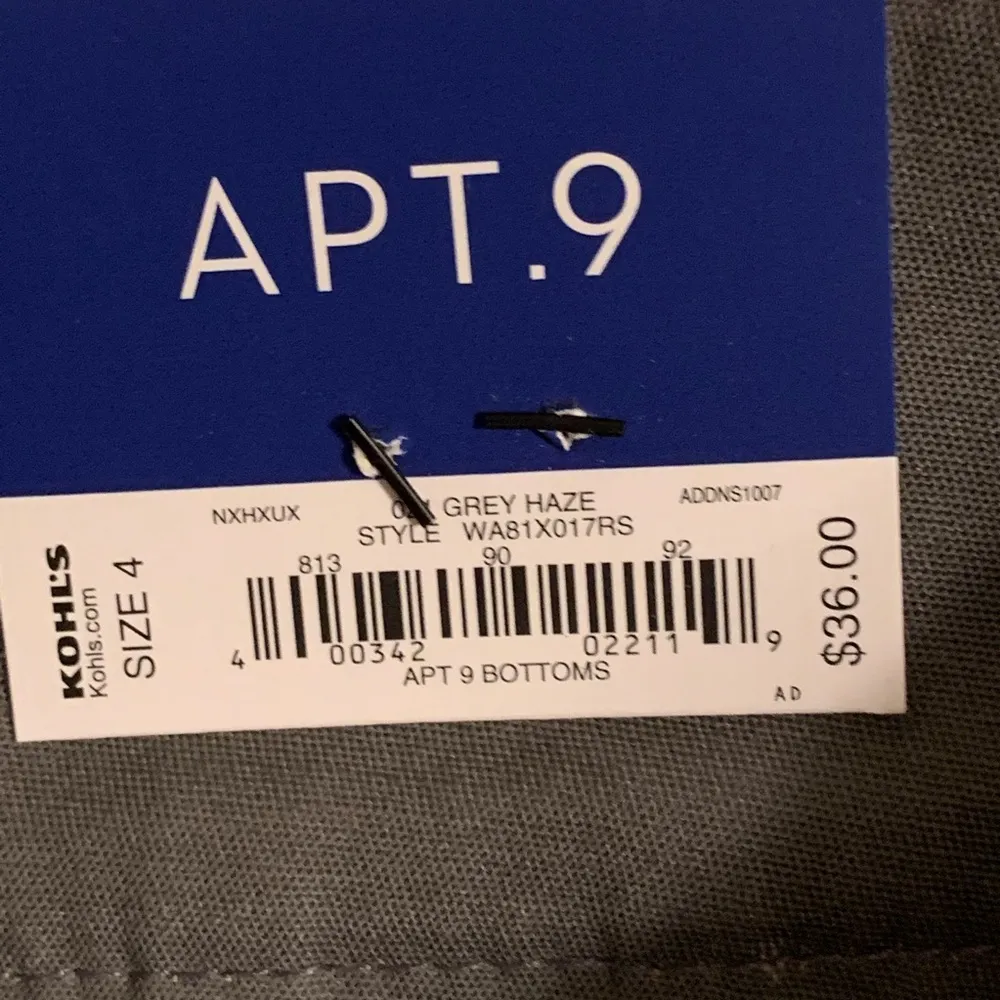 APT.9
NXHXUX
GREY HAZE
ADDNS1007
STYLE WA81X017RS
813 90 92
4 00342 02211 9
APT 9 BOTTOMS
AD
KOHL'S
Kohls.com
SIZE 4
$36.00